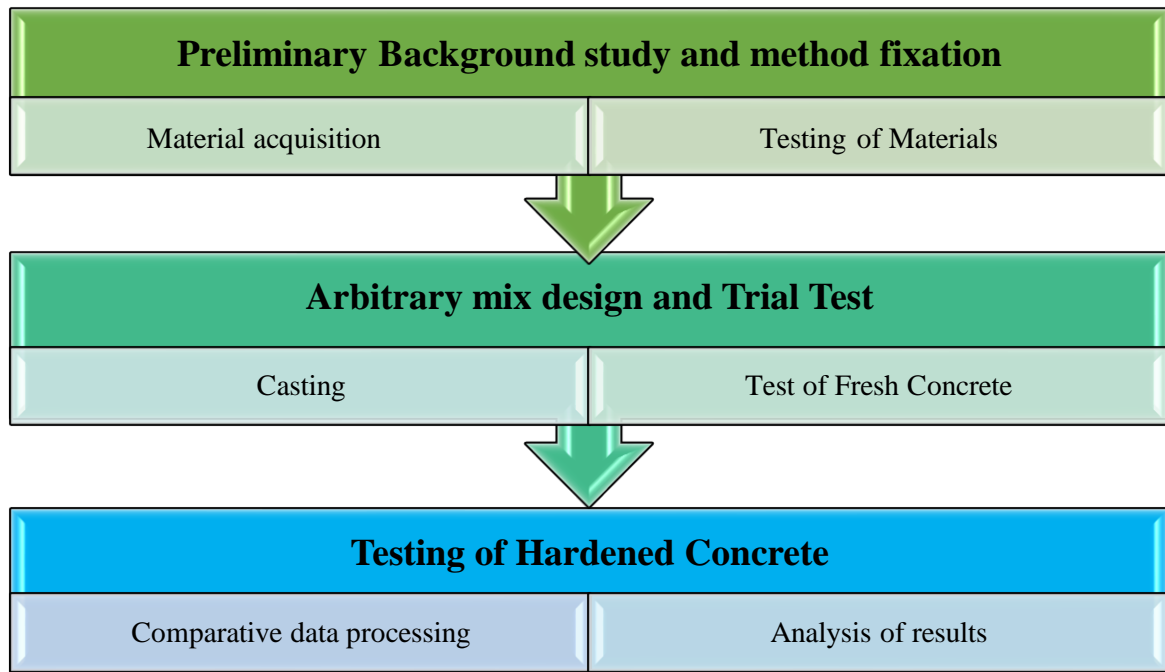 Preliminary Background study and method fixation
Material acquisition
Testing of Materials
Arbitrary mix design and Trial Test
Casting
Test of Fresh Concrete
Testing of Hardened Concrete
Comparative data processing
Analysis of results